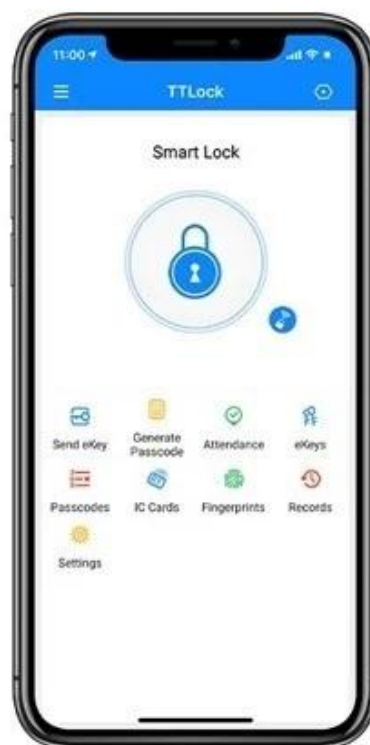 11:00
TTLock
Smart Lock
Send eKey
Generate
Passcode
Attendance
eKeys
Passcodes
IC Cards
Fingerprints
Records
Settings